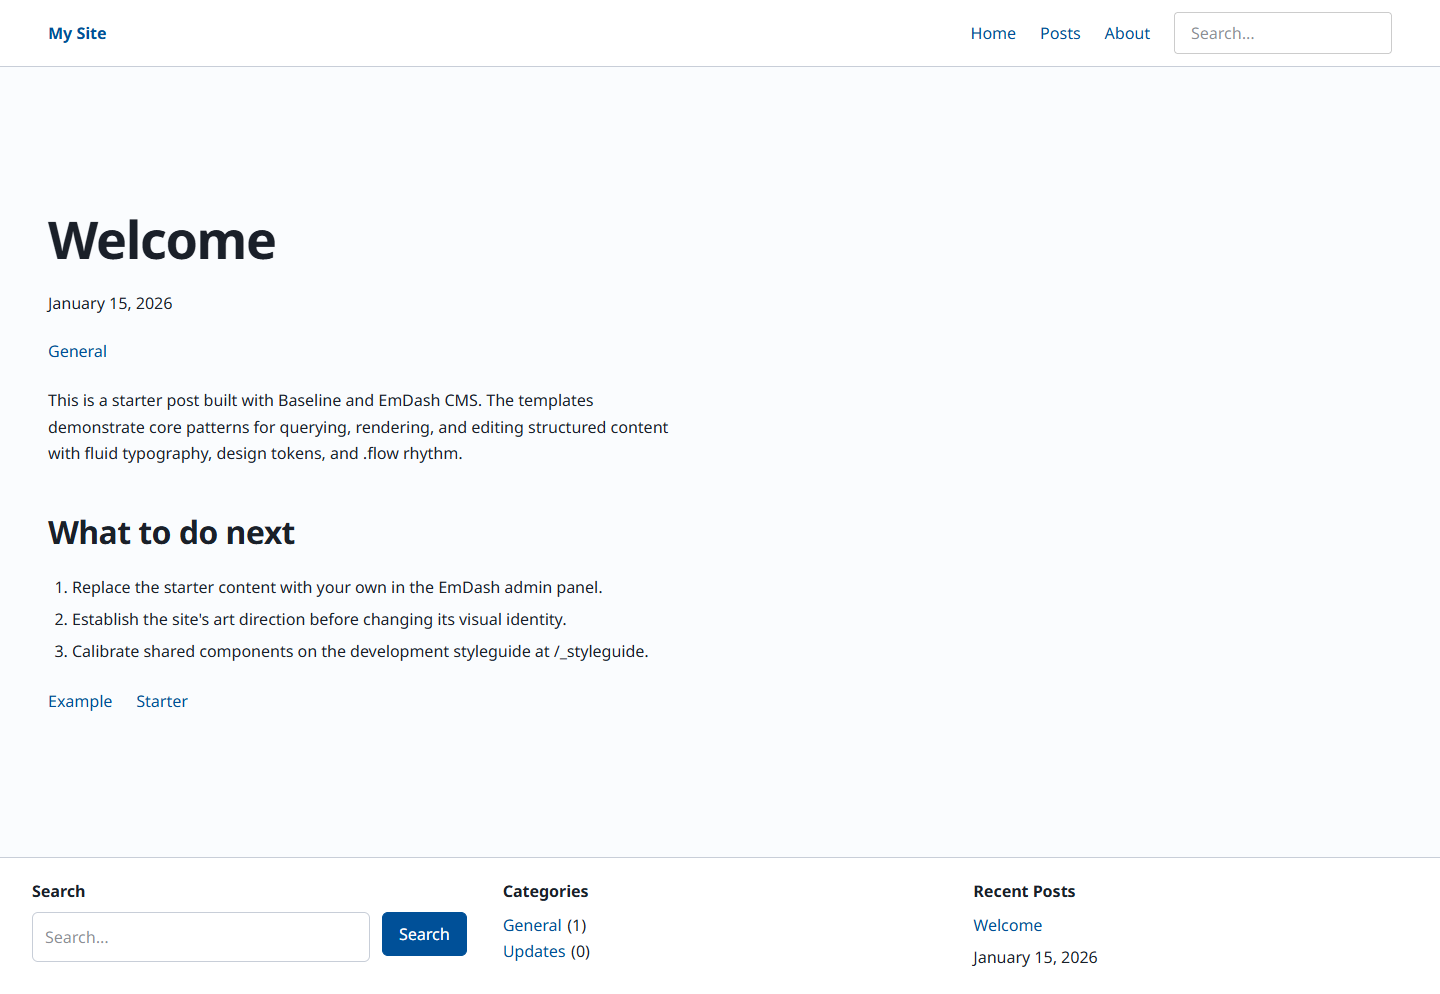 My Site
Home
Posts
About
Search...
Welcome
January 15, 2026
General
This is a starter post built with Baseline and EmDash CMS. The templates
demonstrate core patterns for querying, rendering, and editing structured content
with fluid typography, design tokens, and .flow rhythm.
What to do next
1. Replace the starter content with your own in the EmDash admin panel.
2. Establish the site's art direction before changing its visual identity.
3. Calibrate shared components on the development styleguide at /_styleguide.
Example
Starter
Search
Search...
Search
Categories
General (1)
Updates (0)
Recent Posts
Welcome
January 15, 2026